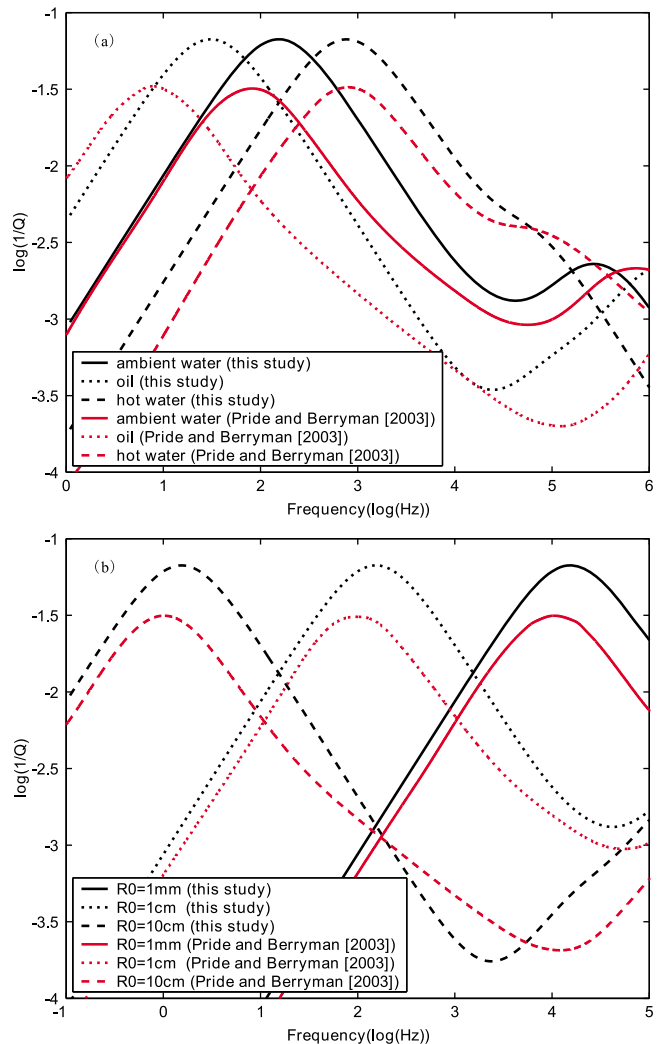 (a)
-1
-1.5
-2
-2.5
-3
-3.5
-4
log(1/Q)
ambient water (this study)
oil (this study)
hot water (this study)
ambient water (Pride and Berryman [2003])
oil (Pride and Berryman [2003])
hot water (Pride and Berryman [2003])
0 1 2 3 4 5 6
Frequency(log(Hz))
(b)
-1
-1.5
-2
-2.5
-3
-3.5
-4
log(1/Q)
R0=1mm (this study)
R0=1cm (this study)
R0=10cm (this study)
R0=1mm (Pride and Berryman [2003])
R0=1cm (Pride and Berryman [2003])
R0=10cm (Pride and Berryman [2003])
-1 0 1 2 3 4 5
Frequency(log(Hz))